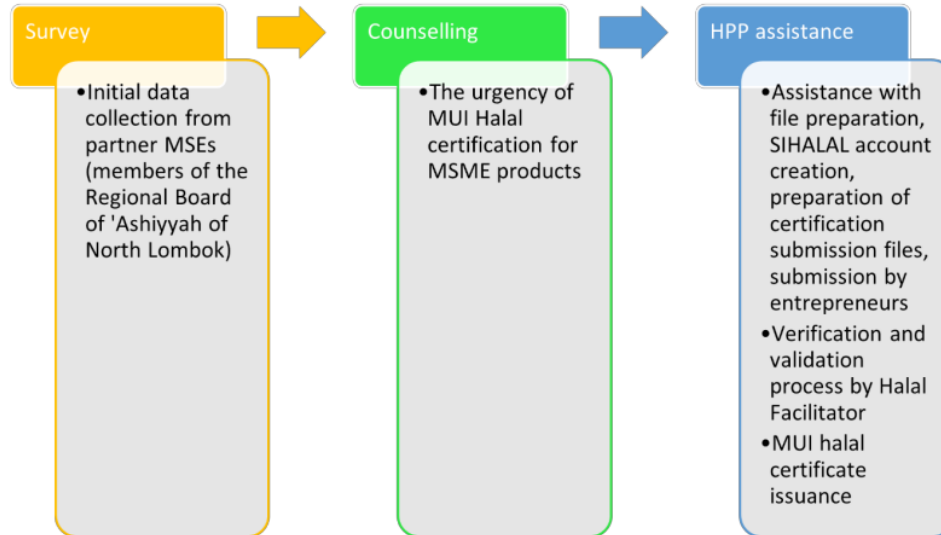 Survey
•Initial data
collection from
partner MSEs
(members of the
Regional Board
of 'Ashiyyah of
North Lombok)
Counselling
•The urgency of
MUI Halal
certification for
MSME products
HPP assistance
•Assistance with
file preparation,
SIHALAL account
creation,
preparation of
certification
submission files,
submission by
entrepreneurs
•Verification and
validation
process by Halal
Facilitator
•MUI halal
certificate
issuance